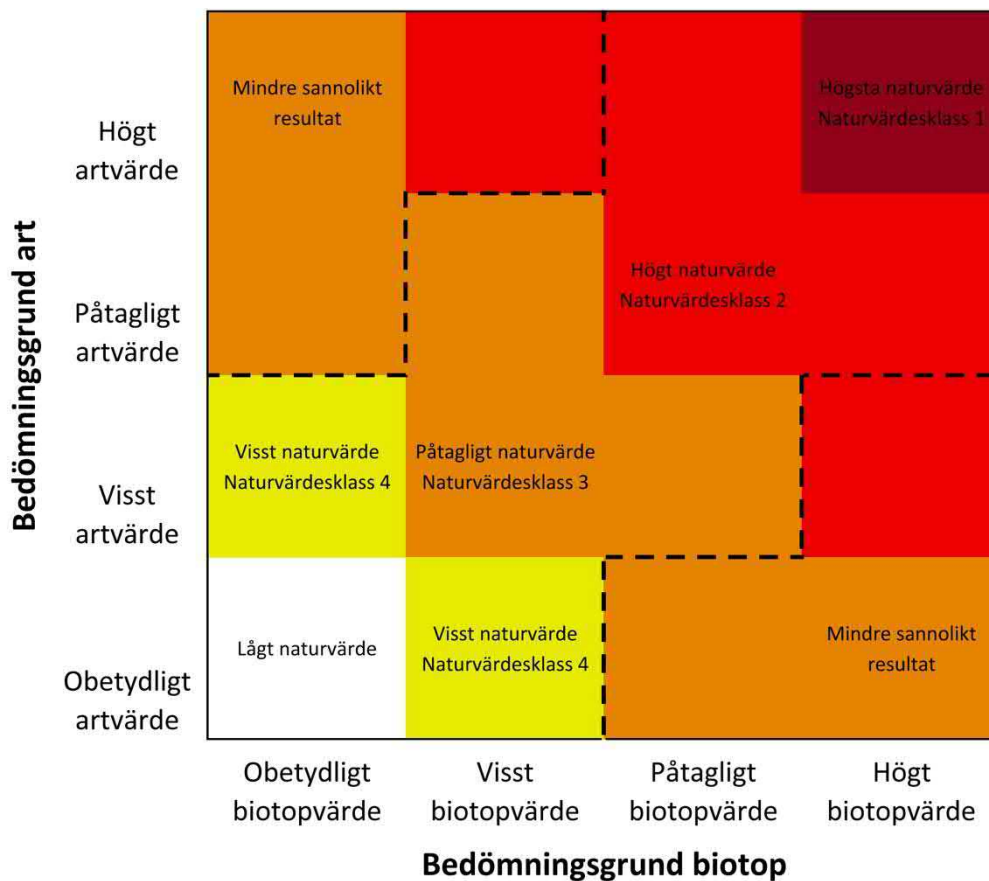 Bedömningsgrund art
Högt
artvärde
Påtagligt
artvärde
Visst
artvärde
Obetydligt
artvärde
Mindre sannolikt
resultat
Högsta naturvärde
Naturvärdesklass 1
Högt naturvärde
Naturvärdesklass 2
Visst naturvärde
Naturvärdesklass 4
Påtagligt naturvärde
Naturvärdesklass 3
Lågt naturvärde
Visst naturvärde
Naturvärdesklass 4
Mindre sannolikt
resultat
Obetydligt
biotopvärde
Visst
biotopvärde
Påtagligt
biotopvärde
Högt
biotopvärde
Bedömningsgrund biotop